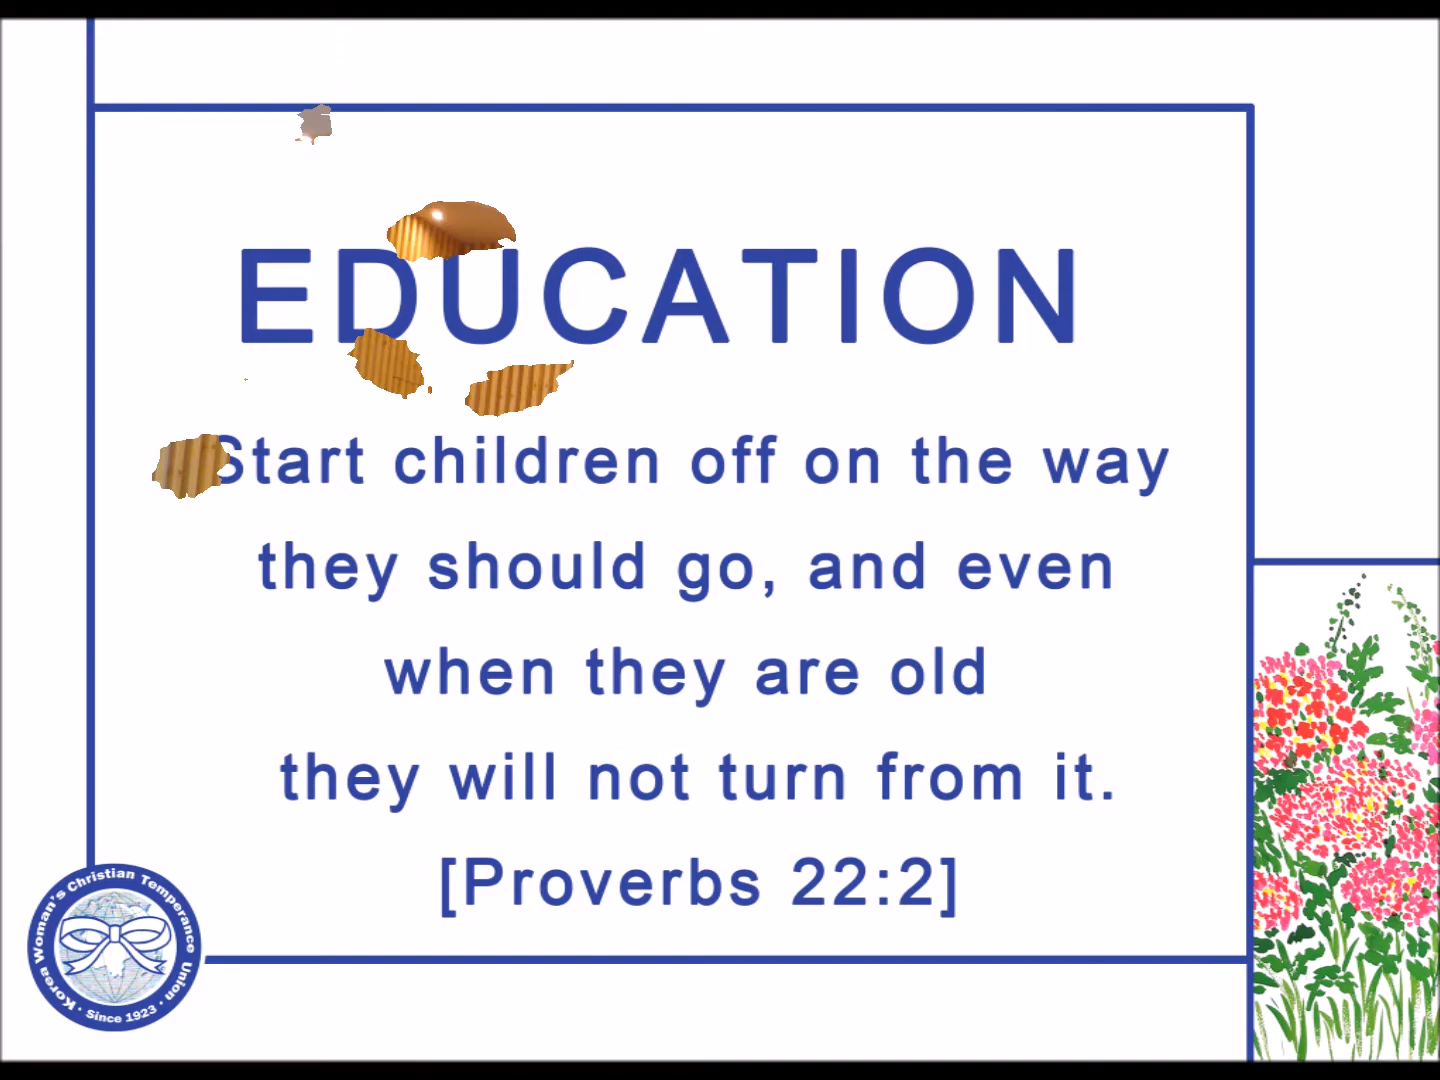 EDUCATION
Start children off on the way
they should go, and even
when they are old
they will not turn from it.
[Proverbs 22:2]
Korea Woman's Christian Temperance Union
Since 1923